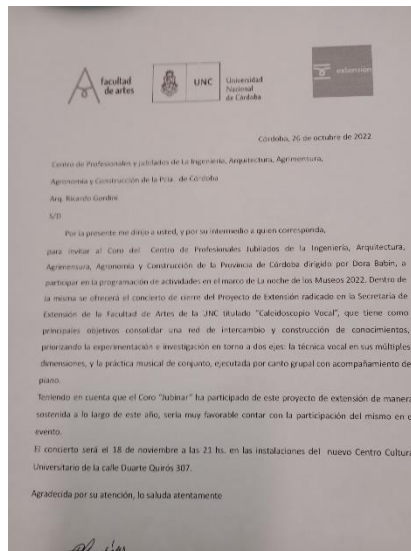 facultad
de artes
UNC
Universidad
Nacional
de Córdoba
extensión
Córdoba, 26 de octubre de 2022
Centro de Profesionales y Jubilados de La Ingeniería, Arquitectura, Agrimensura,
Agronomía y Construcción de la Pcia. de Córdoba
Arq. Ricardo Gordini
S/D
Por la presente me dirijo a usted, y por su intermedio a quien corresponda,
para invitar al Coro del Centro de Profesionales Jubilados de la Ingeniería, Arquitectura,
Agrimensura, Agronomía y Construcción de la Provincia de Córdoba dirigido por Dora Babin, a
participar en la programación de actividades en el marco de La noche de los Museos 2022. Dentro de
la misma se ofrecerá el concierto de cierre del Proyecto de Extensión radicado en la Secretaría de
Extensión de la Facultad de Artes de la UNC titulado "Caleidoscopio Vocal", que tiene como
principales objetivos consolidar una red de intercambio y construcción de conocimientos,
priorizando la experimentación e investigación en torno a dos ejes: la técnica vocal en sus múltiples
dimensiones, y la práctica musical de conjunto, ejecutada por canto grupal con acompañamiento de
piano.
Teniendo en cuenta que el Coro "Jubinar" ha participado de este proyecto de extensión de manera
sostenida a lo largo de este año, sería muy favorable contar con la participación del mismo en e
evento.
El concierto será el 18 de noviembre a las 21 hs. en las instalaciones del nuevo Centro Cultura
Universitario de la calle Duarte Quirós 307.
Agradecida por su atención, lo saluda atentamente